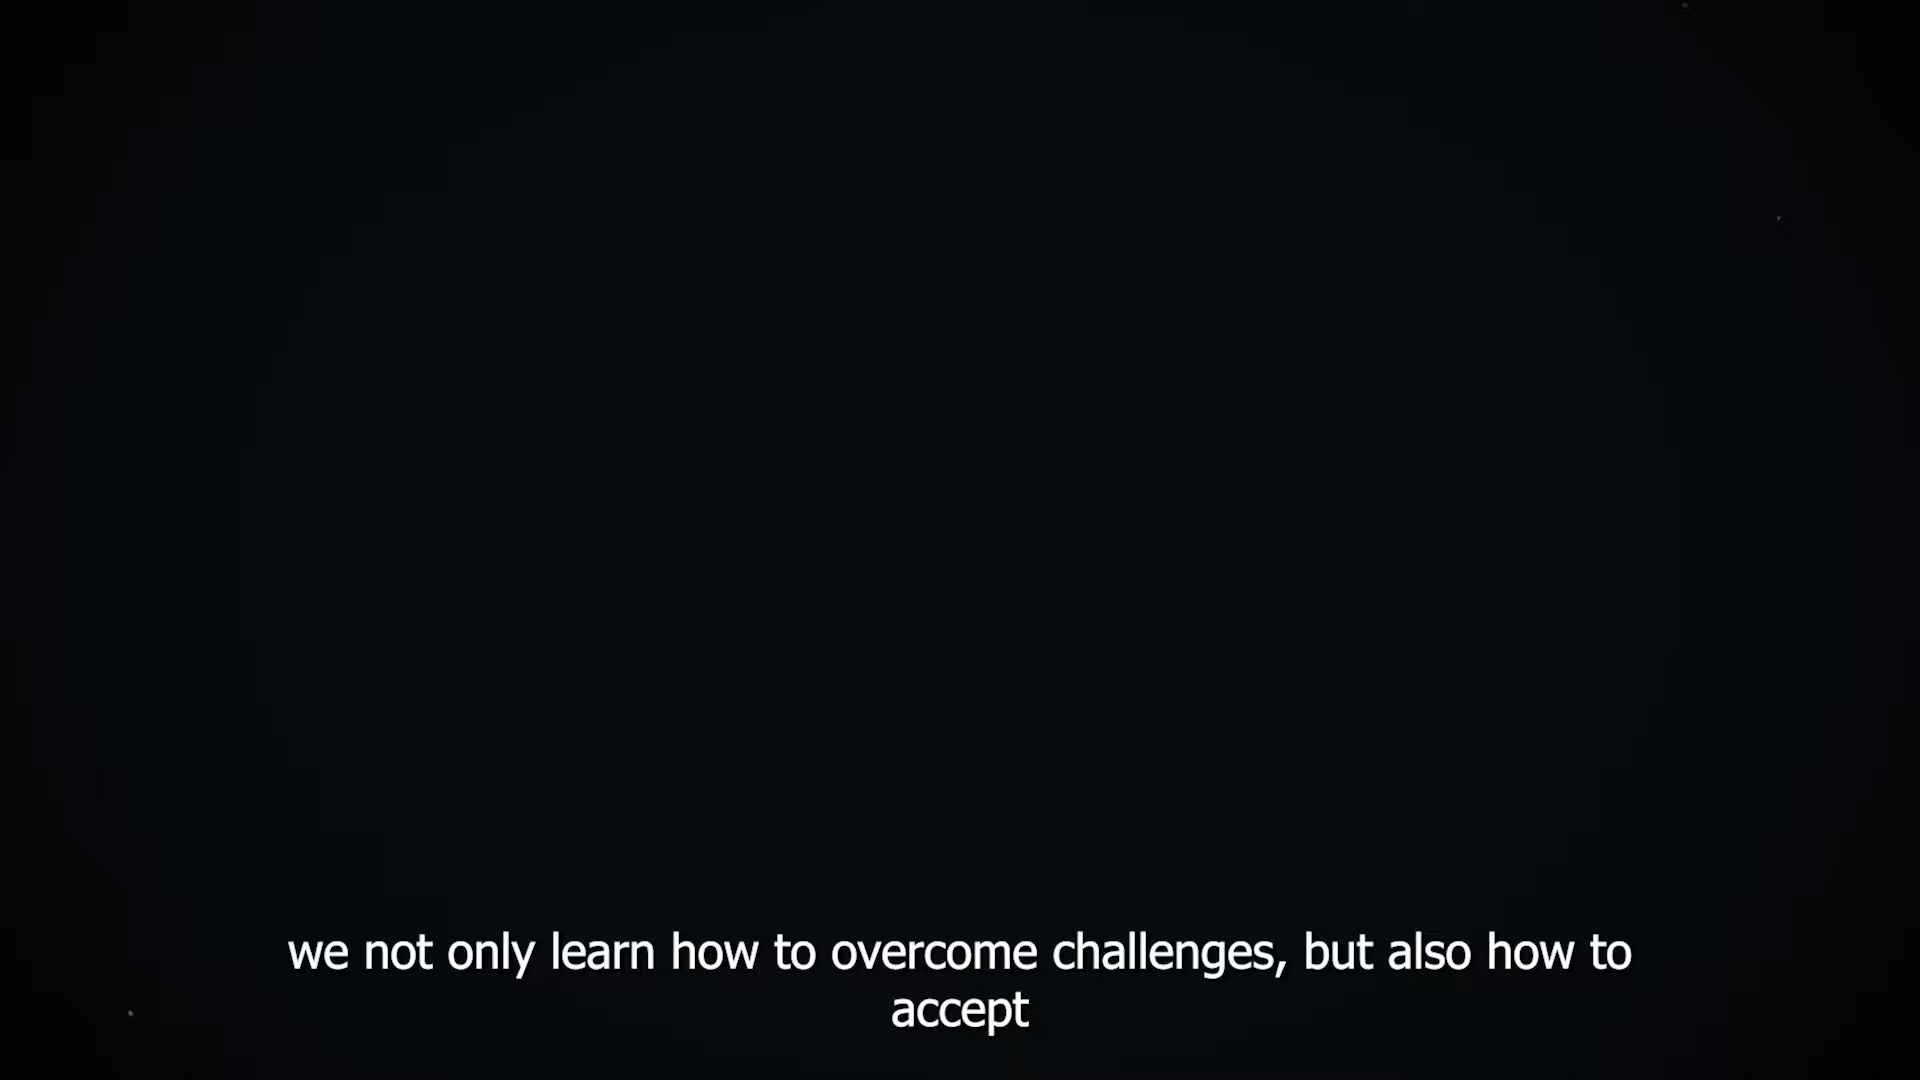 we not only learn how to overcome challenges, but also how to
accept